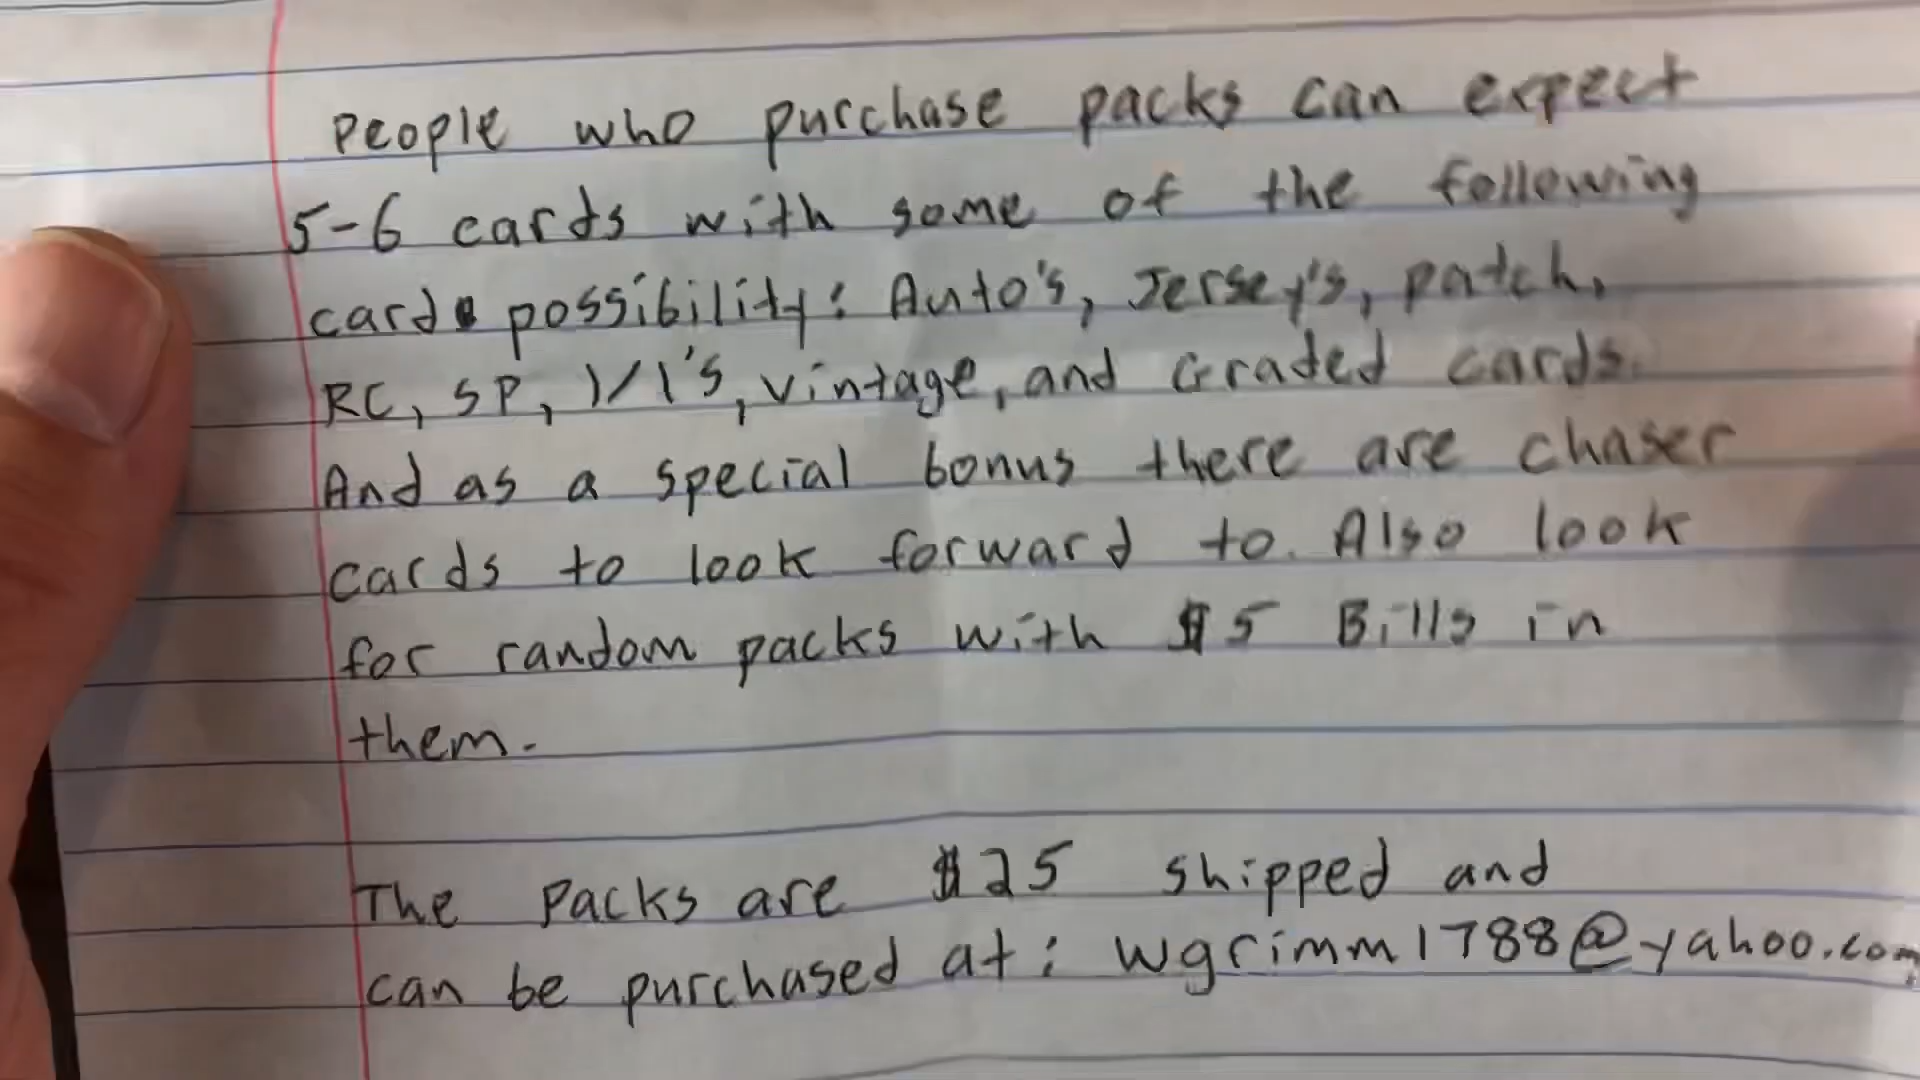 People who purchase packs can expect
5-6 cards with some of the following
card possibility: Auto's, Jersey's, patch,
RC, SP, 1/1's, vintage, and Graded cards.
And as a special bonus there are chaser
cards to look forward to. Also look
for random packs with $5 Bills in
them.
The Packs are $25 shipped and
can be purchased at: wgrimm1788@yahoo.com